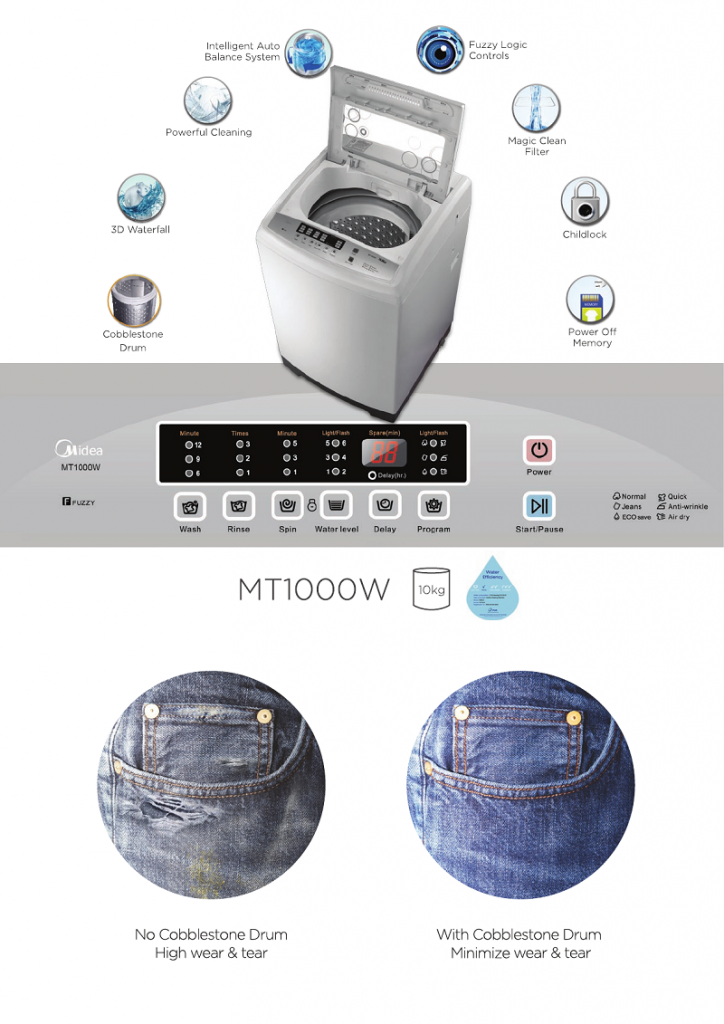 Intelligent Auto
Balance System
Fuzzy Logic
Controls
Powerful Cleaning
Magic Clean
Filter
3D Waterfall
Childlock
Cobblestone
Drum
Power Off
Memory
Midea
MT1000W
F FUZZY
Minute Times Minute Light/Flash Spare(min) Light/Flash
12 3 5 5 6
9 2 3 3 4
6 1 1 1 2
88
Delay(hr.)
Wash Rinse Spin Water level Delay Program
Power
Start/Pause
Normal Quick
Jeans Anti-wrinkle
ECO save Air dry
MT1000W
10kg
Water
Efficiency
No Cobblestone Drum
High wear & tear
With Cobblestone Drum
Minimize wear & tear